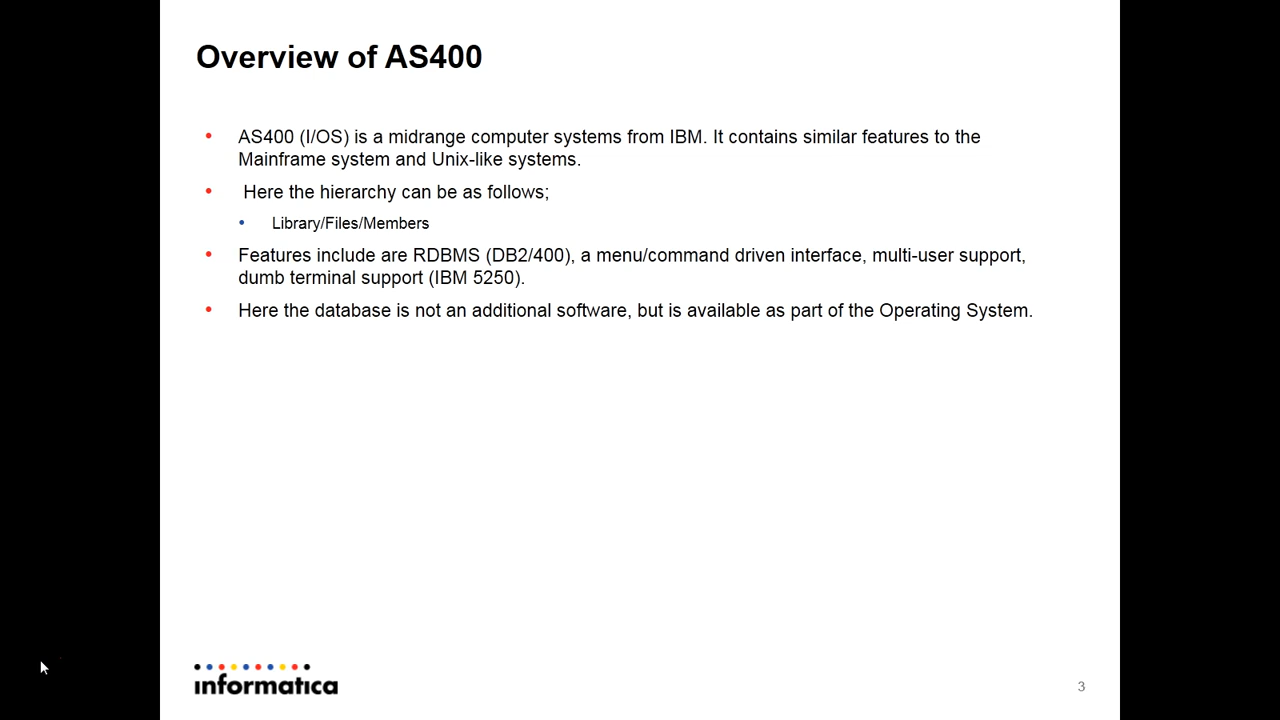 Overview of AS400
• AS400 (I/OS) is a midrange computer systems from IBM. It contains similar features to the
Mainframe system and Unix-like systems.
• Here the hierarchy can be as follows;
• Library/Files/Members
• Features include are RDBMS (DB2/400), a menu/command driven interface, multi-user support,
dumb terminal support (IBM 5250).
• Here the database is not an additional software, but is available as part of the Operating System.
informatica
3